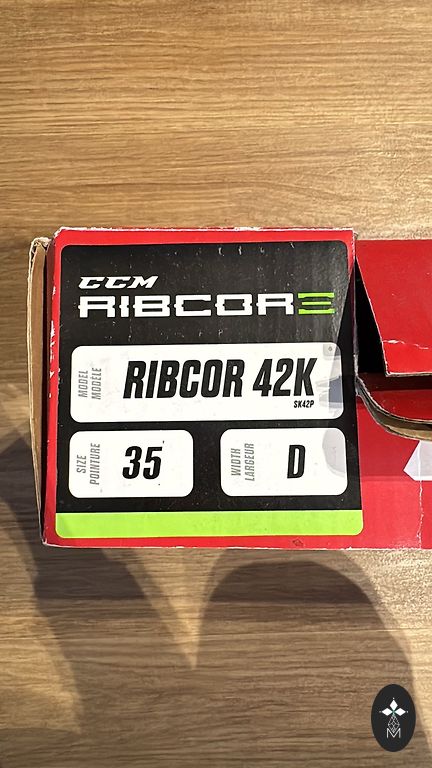 CCM
RIBCOR3
MODEL
MODÈLE
RIBCOR 42K
SK42P
SIZE
POINTURE
35
WIDTH
LARGEUR
D
M